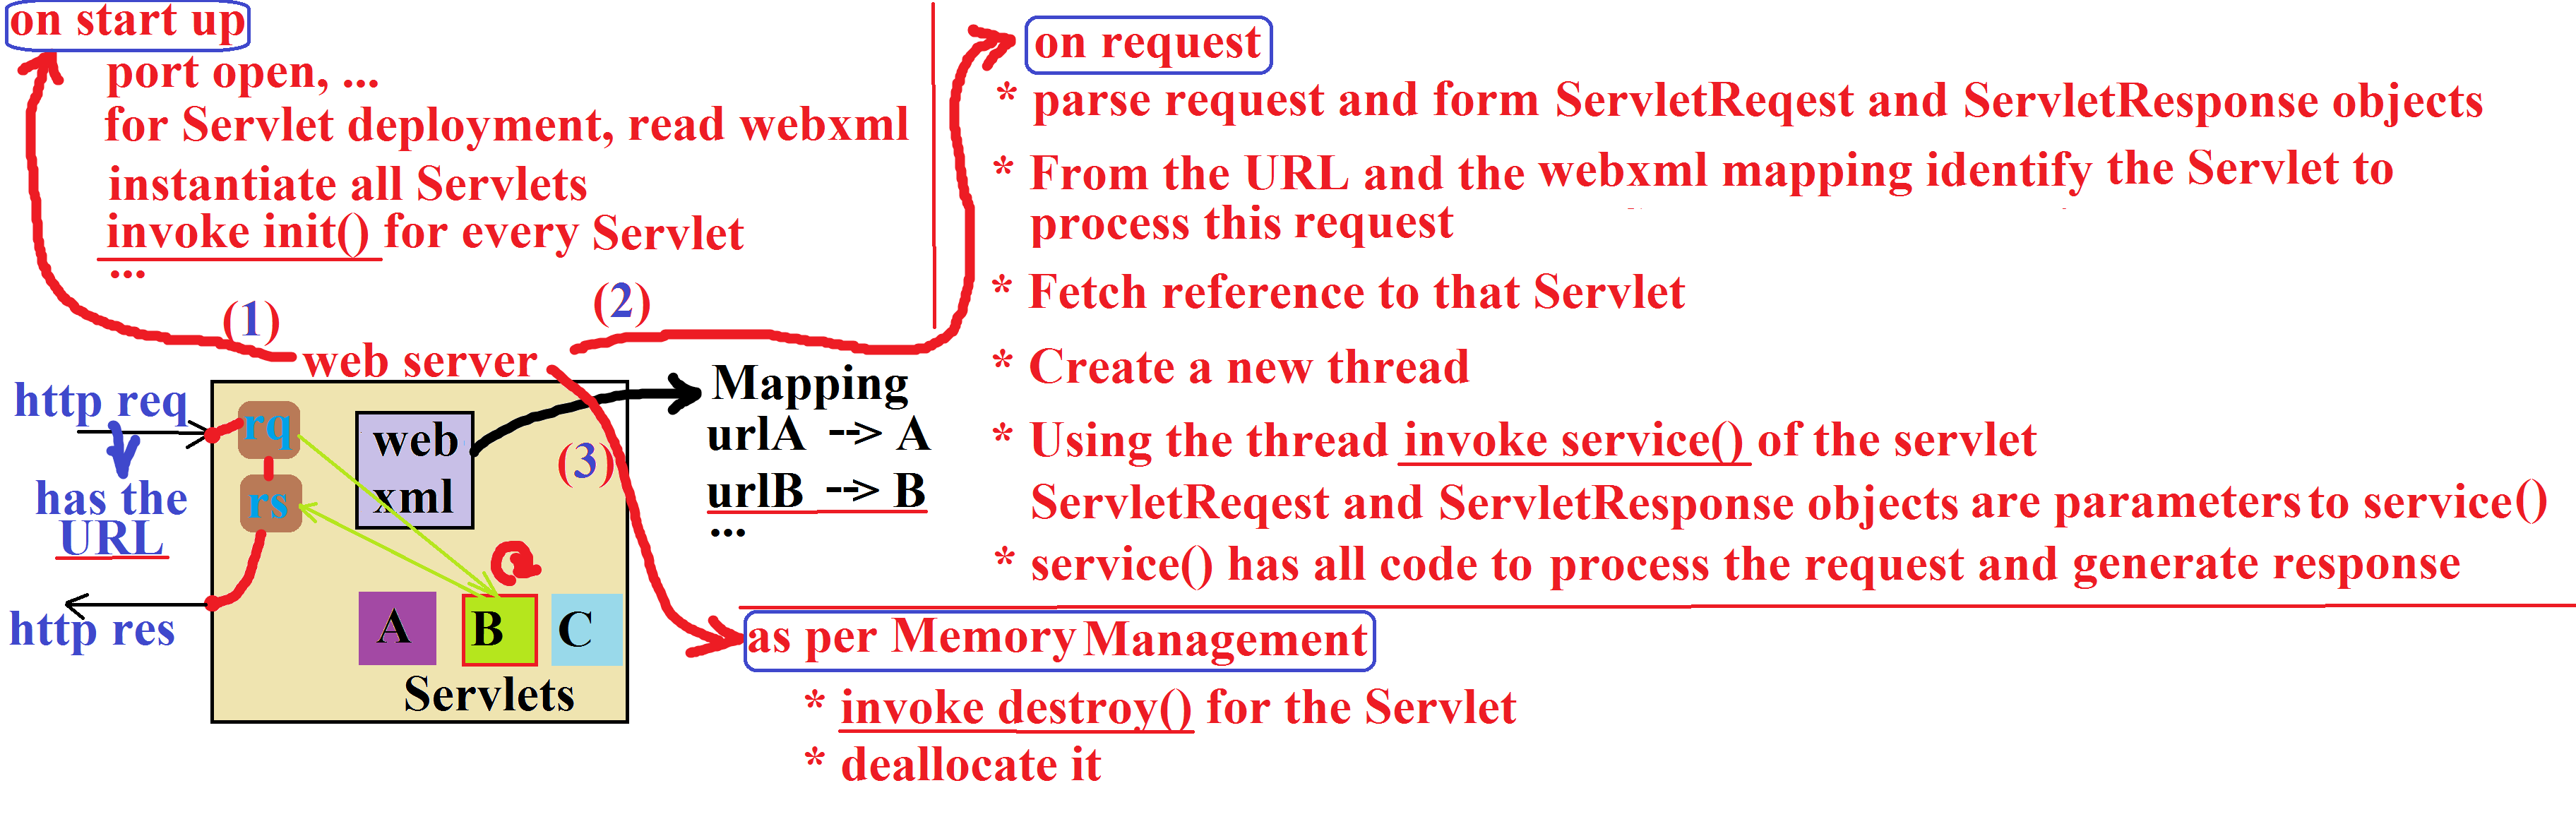 on start up
port open, ...
for Servlet deployment, read webxml
instantiate all Servlets
invoke init() for every Servlet
...
(1)
(2)
web server
http req
has the
URL
http res
rq
rs
web
xml
(3)
A
B
C
Servlets
Mapping
urlA --> A
urlB --> B
...
on request
* parse request and form ServletReqest and ServletResponse objects
* From the URL and the webxml mapping identify the Servlet to
process this request
* Fetch reference to that Servlet
* Create a new thread
* Using the thread invoke service() of the servlet
ServletReqest and ServletResponse objects are parameters to service()
* service() has all code to process the request and generate response
as per Memory Management
* invoke destroy() for the Servlet
* deallocate it